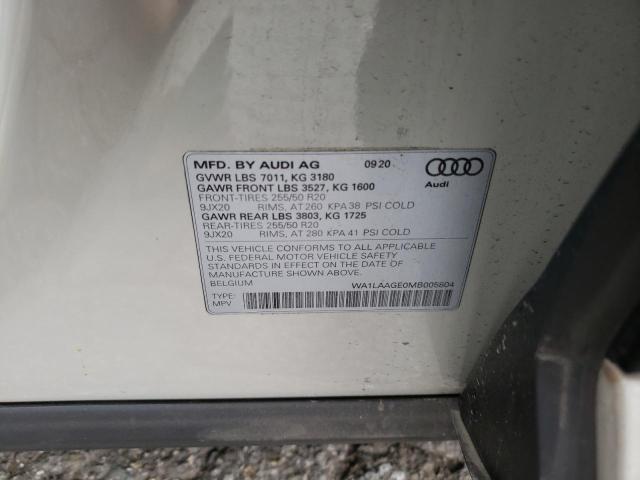 MFD. BY AUDI AG 0920
GVWR LBS 7011, KG 3180
GAWR FRONT LBS 3527, KG 1600
FRONT-TIRES 255/50 R20
9JX20 RIMS, AT 260 KPA 38 PSI COLD
GAWR REAR LBS 3803, KG 1725
REAR-TIRES 255/50 R20
9JX20 RIMS, AT 280 KPA 41 PSI COLD
Audi
THIS VEHICLE CONFORMS TO ALL APPLICABLE
U.S. FEDERAL MOTOR VEHICLE SAFETY
STANDARDS IN EFFECT ON THE DATE OF
MANUFACTURE SHOWN ABOVE.
BELGIUM WA1LAAGE0MB005804
TYPE:
MPV